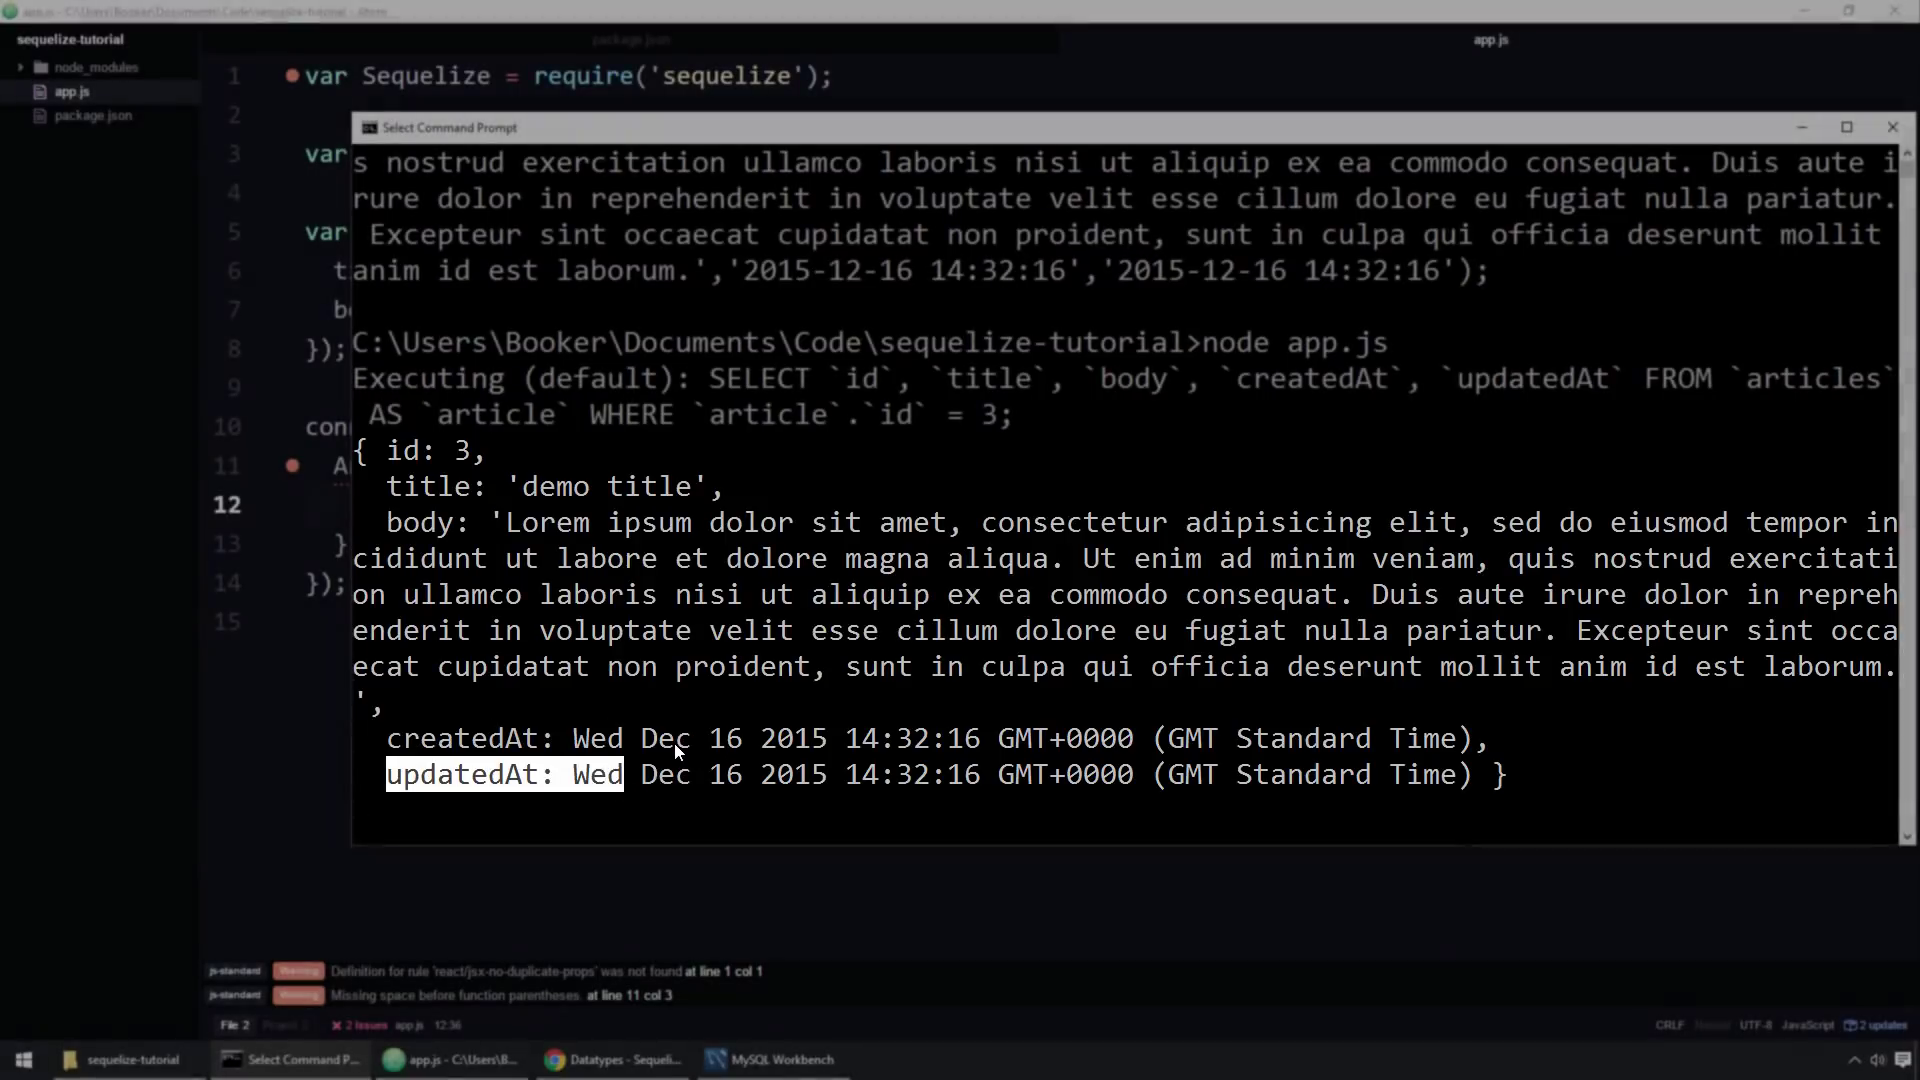 app.js - C:\Users\Booker\Documents\Code\sequelize-tutorial - Atom
sequelize-tutorial
package.json
app.js
node_modules
app.js
package.json
1 var Sequelize = require('sequelize');
2
3 var
4
5 var
6 t
7 bo
8 });
9
10 conn
11 A
12
13 }
14 });
15
Select Command Prompt
s nostrud exercitation ullamco laboris nisi ut aliquip ex ea commodo consequat. Duis aute i
rure dolor in reprehenderit in voluptate velit esse cillum dolore eu fugiat nulla pariatur.
Excepteur sint occaecat cupidatat non proident, sunt in culpa qui officia deserunt mollit
anim id est laborum.','2015-12-16 14:32:16','2015-12-16 14:32:16');
C:\Users\Booker\Documents\Code\sequelize-tutorial>node app.js
Executing (default): SELECT `id`, `title`, `body`, `createdAt`, `updatedAt` FROM `articles`
AS `article` WHERE `article`.`id` = 3;
{ id: 3,
title: 'demo title',
body: 'Lorem ipsum dolor sit amet, consectetur adipisicing elit, sed do eiusmod tempor in
cididunt ut labore et dolore magna aliqua. Ut enim ad minim veniam, quis nostrud exercitati
on ullamco laboris nisi ut aliquip ex ea commodo consequat. Duis aute irure dolor in repreh
enderit in voluptate velit esse cillum dolore eu fugiat nulla pariatur. Excepteur sint occa
ecat cupidatat non proident, sunt in culpa qui officia deserunt mollit anim id est laborum.
',
createdAt: Wed Dec 16 2015 14:32:16 GMT+0000 (GMT Standard Time),
updatedAt: Wed Dec 16 2015 14:32:16 GMT+0000 (GMT Standard Time) }
js-standard Warning Definition for rule 'react/jsx-no-duplicate-props' was not found at line 1 col 1
js-standard Warning Missing space before function parentheses. at line 11 col 3
File 2 Project 2 2 Issues app.js 12:36 CRLF UTF-8 JavaScript 2 updates
sequelize-tutorial Select Command P... app.js - C:\Users\B... Datatypes - Sequeli... MySQL Workbench